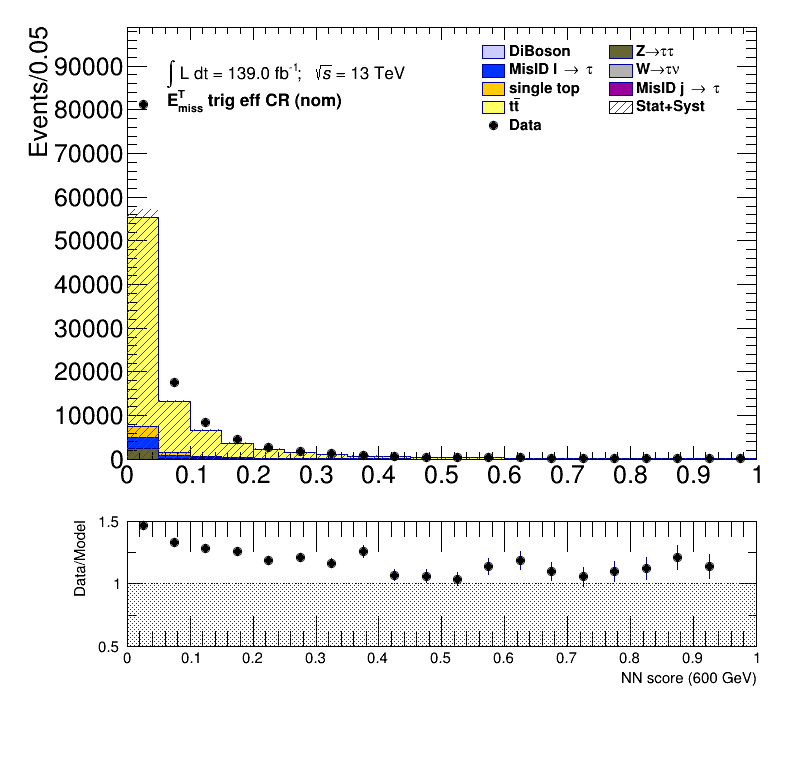 Events/0.05
90000
80000
70000
60000
50000
40000
30000
20000
10000
0
∫ L dt = 139.0 fb⁻¹; √s = 13 TeV
E^T_miss trig eff CR (nom)
DiBoson
MisID l → τ
single top
tt̄
Data
Z→ττ
W→τν
MisID j → τ
Stat+Syst
0 0.1 0.2 0.3 0.4 0.5 0.6 0.7 0.8 0.9 1
Data/Model
1.5
1
0.5
0 0.1 0.2 0.3 0.4 0.5 0.6 0.7 0.8 0.9 1
NN score (600 GeV)